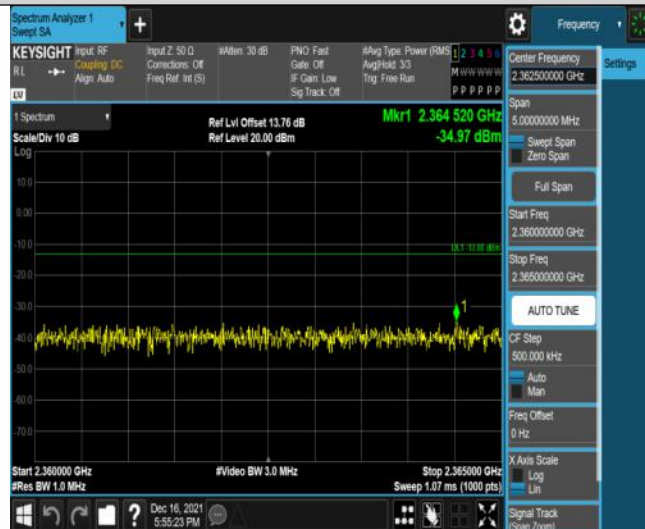 Spectrum Analyzer 1
Swept SA
+
Frequency
KEYSIGHT
RL
Input: RF
Coupling: DC
Align: Auto
Input Z: 50 Ω
Corrections: Off
Freq Ref: Int (S)
#Atten: 30 dB
PNO: Fast
Gate: Off
IF Gain: Low
Sig Track: Off
#Avg Type: Power (RMS
Avg|Hold: 3/3
Trig: Free Run
1 2 3 4 5 6
M W W W W W
P P P P P P
1 Spectrum
Scale/Div 10 dB
Log
Ref Lvl Offset 13.76 dB
Ref Level 20.00 dBm
Mkr1 2.364 520 GHz
-34.97 dBm
10.0
0.00
-10.0
DL1 -13.00 dBm
-20.0
-30.0
1
-40.0
-50.0
-60.0
-70.0
Start 2.360000 GHz
#Res BW 1.0 MHz
#Video BW 3.0 MHz
Stop 2.365000 GHz
Sweep 1.07 ms (1000 pts)
?
Dec 16, 2021
5:55:23 PM
Center Frequency
2.362500000 GHz
Settings
Span
5.00000000 MHz
Swept Span
Zero Span
Full Span
Start Freq
2.360000000 GHz
Stop Freq
2.365000000 GHz
AUTO TUNE
CF Step
500.000 kHz
Auto
Man
Freq Offset
0 Hz
X Axis Scale
Log
Lin
Signal Track
(Span Zoom)